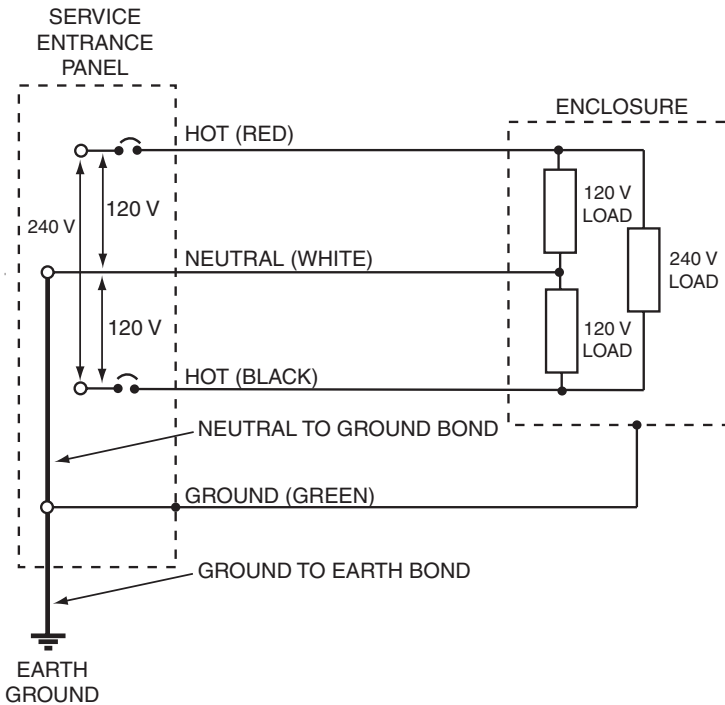 SERVICE
ENTRANCE
PANEL
ENCLOSURE
HOT (RED)
120 V
LOAD
240 V
120 V
NEUTRAL (WHITE)
240 V
LOAD
120 V
120 V
LOAD
HOT (BLACK)
NEUTRAL TO GROUND BOND
GROUND (GREEN)
GROUND TO EARTH BOND
EARTH
GROUND